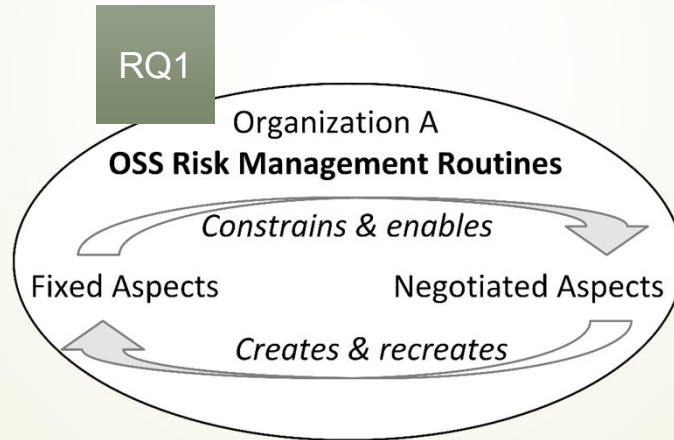 RQ1
Organization A
OSS Risk Management Routines
Constrains & enables
Fixed Aspects
Negotiated Aspects
Creates & recreates